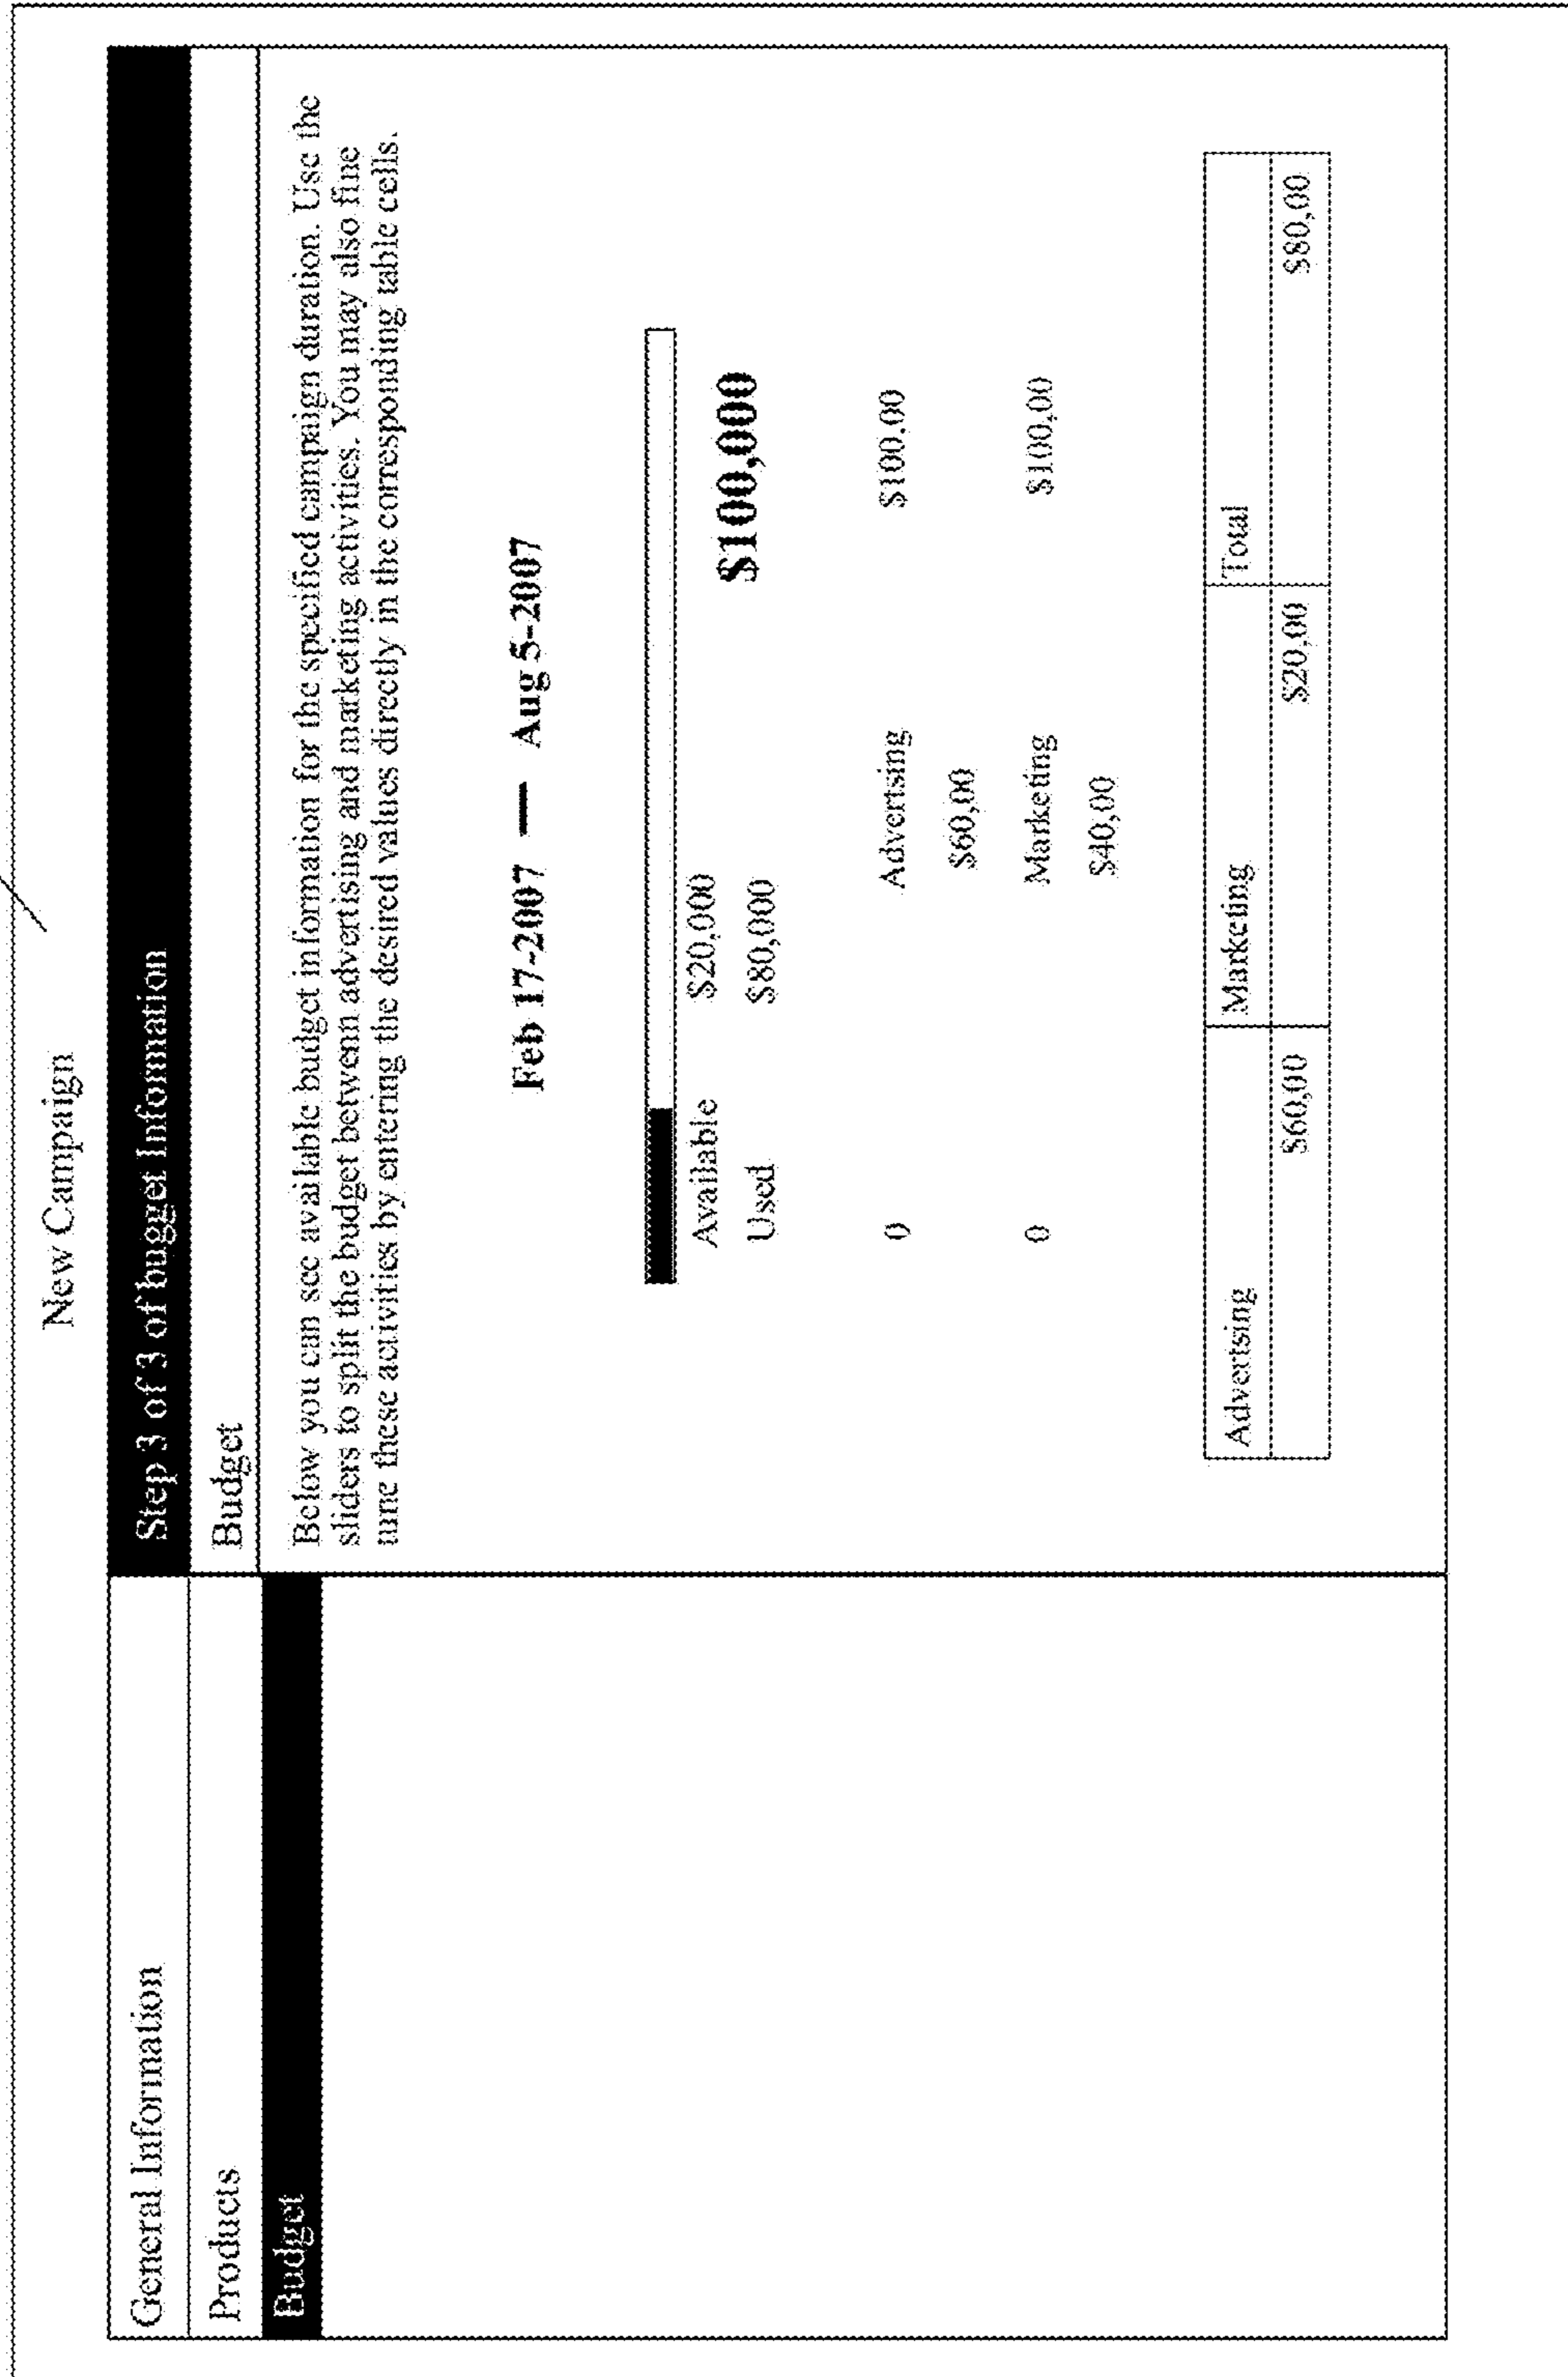 New Campaign
General Information
Products
Budget
Step 3 of 3 of bugget Information
Budget
Below you can see available budget information for the specified campaign duration. Use the
sliders to split the budget betwenn advertising and marketing activities. You may also fine
tune these activities by entering the desired values directly in the corresponding table cells.
Feb 17-2007 — Aug 5-2007
Available $20,000 $100,000
Used $80,000
0 Advertsing $100,00
$60,00
0 Marketing $100,00
$40,00
Advertsing Marketing Total
$60,00 $20,00 $80,00